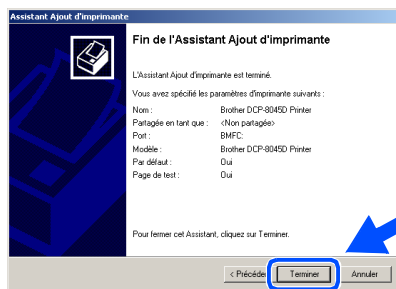 Assistant Ajout d'imprimante
Fin de l'Assistant Ajout d'imprimante
L'Assistant Ajout d'imprimante est terminé.
Vous avez spécifié les paramètres d'imprimante suivants :
Nom : Brother DCP-8045D Printer
Partagée en tant que : <Non partagée>
Port : BMFC:
Modèle : Brother DCP-8045D Printer
Par défaut : Oui
Page de test : Oui
Pour fermer cet Assistant, cliquez sur Terminer.
< Précéden Terminer Annuler